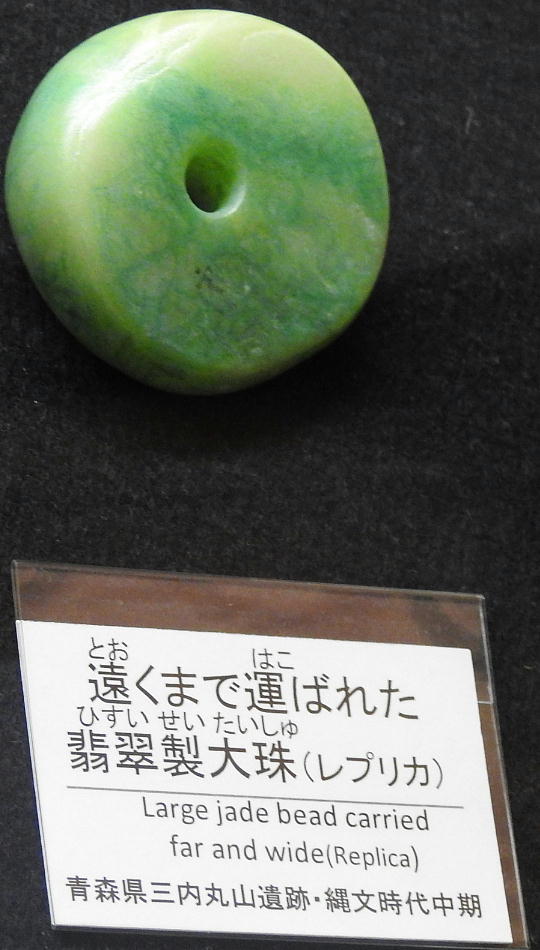 とお はこ
遠くまで運ばれた
ひすい せい たいしゅ
翡翠製大珠(レプリカ)
Large jade bead carried
far and wide(Replica)
青森県三内丸山遺跡・縄文時代中期